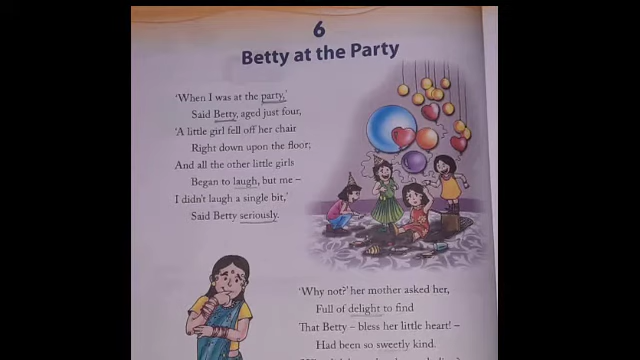 6
Betty at the Party
'When I was at the party,'
Said Betty, aged just four,
'A little girl fell off her chair
Right down upon the floor;
And all the other little girls
Began to laugh, but me –
I didn't laugh a single bit,'
Said Betty seriously.
'Why not?' her mother asked her,
Full of delight to find
That Betty – bless her little heart! –
Had been so sweetly kind.